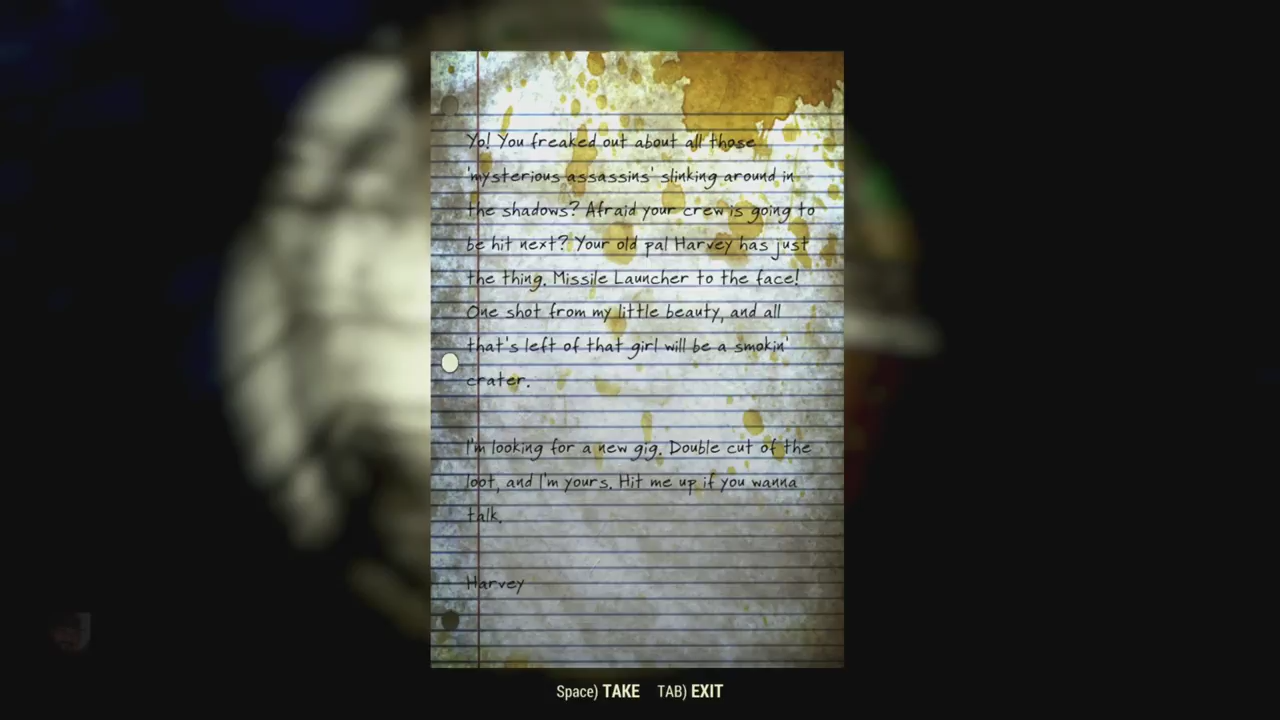 Yo! You freaked out about all those
'mysterious assassins' slinking around in
the shadows? Afraid your crew is going to
be hit next? Your old pal Harvey has just
the thing. Missile Launcher to the face!
One shot from my little beauty, and all
that's left of that girl will be a smokin'
crater.
I'm looking for a new gig. Double cut of the
loot, and I'm yours. Hit me up if you wanna
talk.
Harvey
Space) TAKE TAB) EXIT